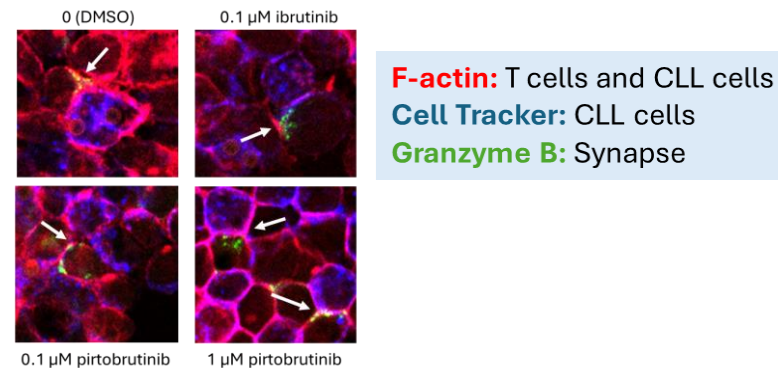 0 (DMSO)
0.1 µM ibrutinib
F-actin: T cells and CLL cells
Cell Tracker: CLL cells
Granzyme B: Synapse
0.1 µM pirtobrutinib
1 µM pirtobrutinib